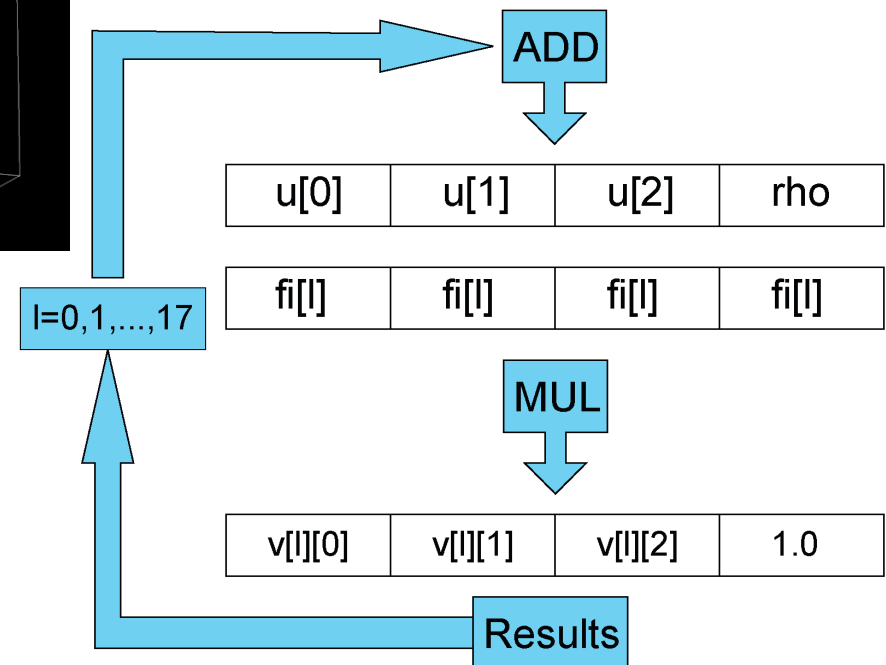 ADD
u[0] u[1] u[2] rho
fi[l] fi[l] fi[l] fi[l]
l=0,1,...,17
MUL
v[l][0] v[l][1] v[l][2] 1.0
Results